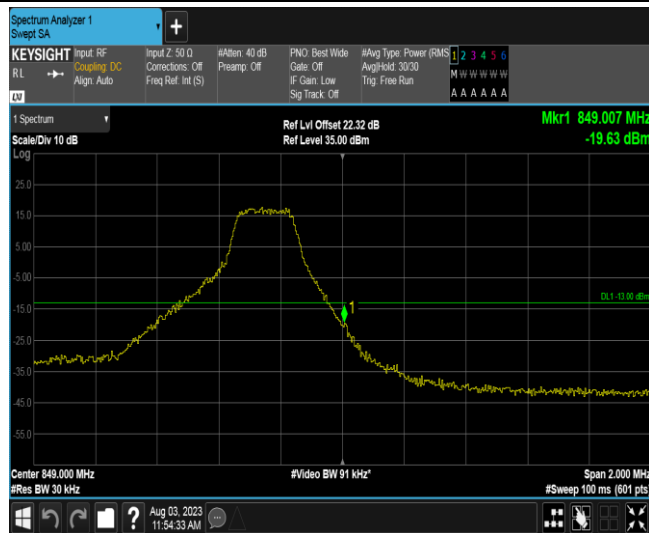 Spectrum Analyzer 1
Swept SA
+
KEYSIGHT
RL
LXI
Input: RF
Coupling: DC
Align: Auto
Input Z: 50 Ω
Corrections: Off
Freq Ref: Int (S)
#Atten: 40 dB
Preamp: Off
PNO: Best Wide
Gate: Off
IF Gain: Low
Sig Track: Off
#Avg Type: Power (RMS
Avg|Hold: 30/30
Trig: Free Run
1 2 3 4 5 6
M W W W W W
A A A A A A
1 Spectrum
Scale/Div 10 dB
Log
Ref Lvl Offset 22.32 dB
Ref Level 35.00 dBm
Mkr1 849.007 MHz
-19.63 dBm
25.0
15.0
5.00
-5.00
DL1 -13.00 dBm
1
-15.0
-25.0
-35.0
-45.0
-55.0
Center 849.000 MHz
#Video BW 91 kHz*
Span 2.000 MHz
#Res BW 30 kHz
#Sweep 100 ms (601 pts)
?
Aug 03, 2023
11:54:33 AM